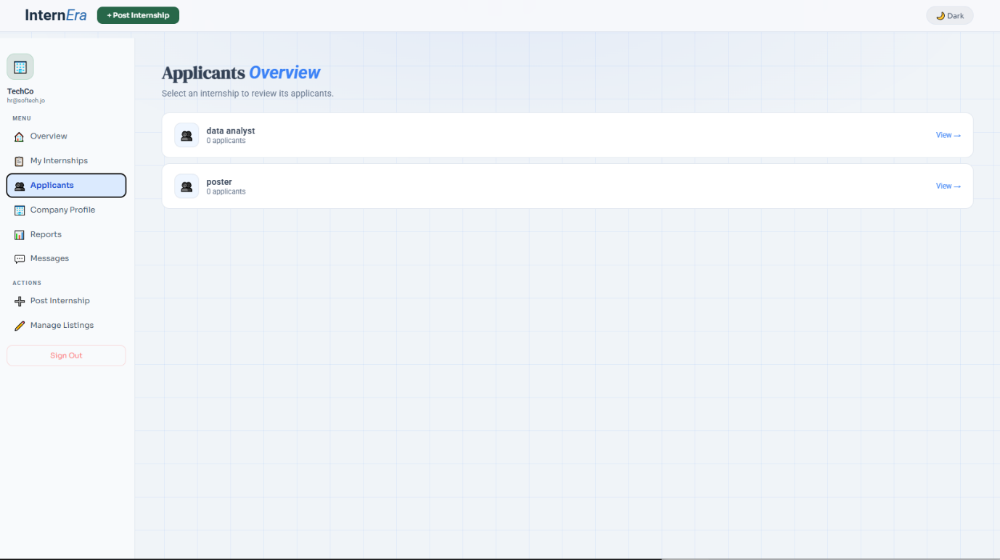 InternEra
+ Post Internship
Dark
TechCo
hr@softech.jo
MENU
Overview
My Internships
Applicants
Company Profile
Reports
Messages
ACTIONS
Post Internship
Manage Listings
Sign Out
Applicants Overview
Select an internship to review its applicants.
data analyst
0 applicants
View →
poster
0 applicants
View →